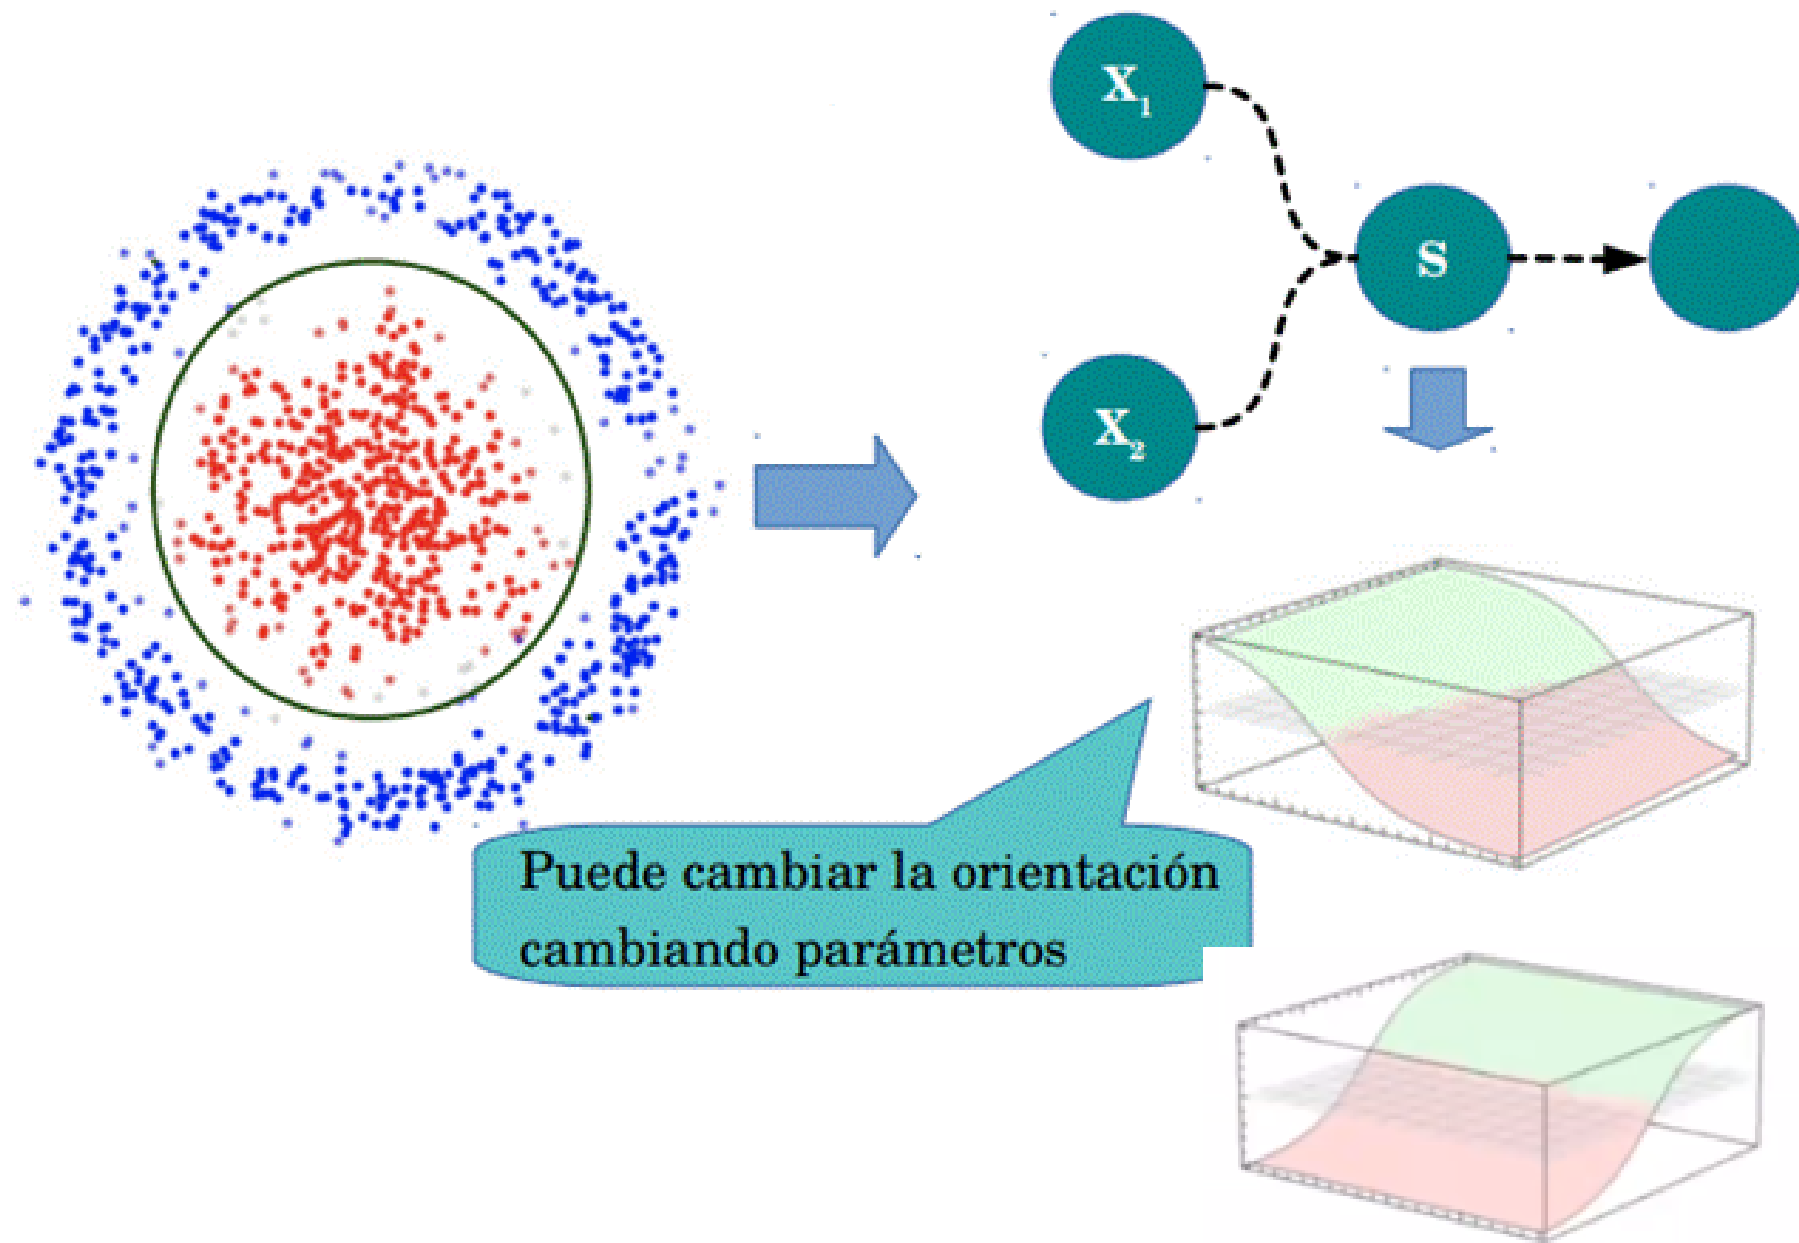 X₁
S
X₂
Puede cambiar la orientación
cambiando parámetros